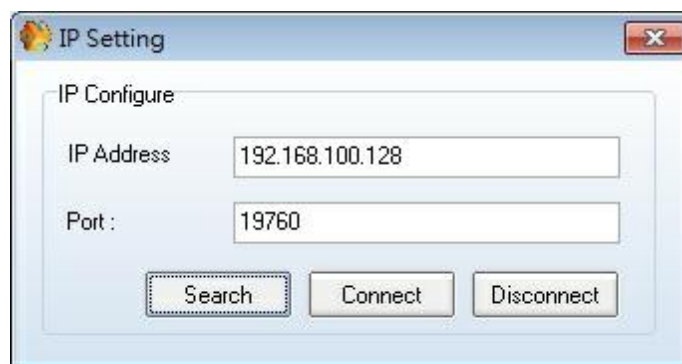 IP Setting
IP Configure
IP Address 192.168.100.128
Port : 19760
Search Connect Disconnect